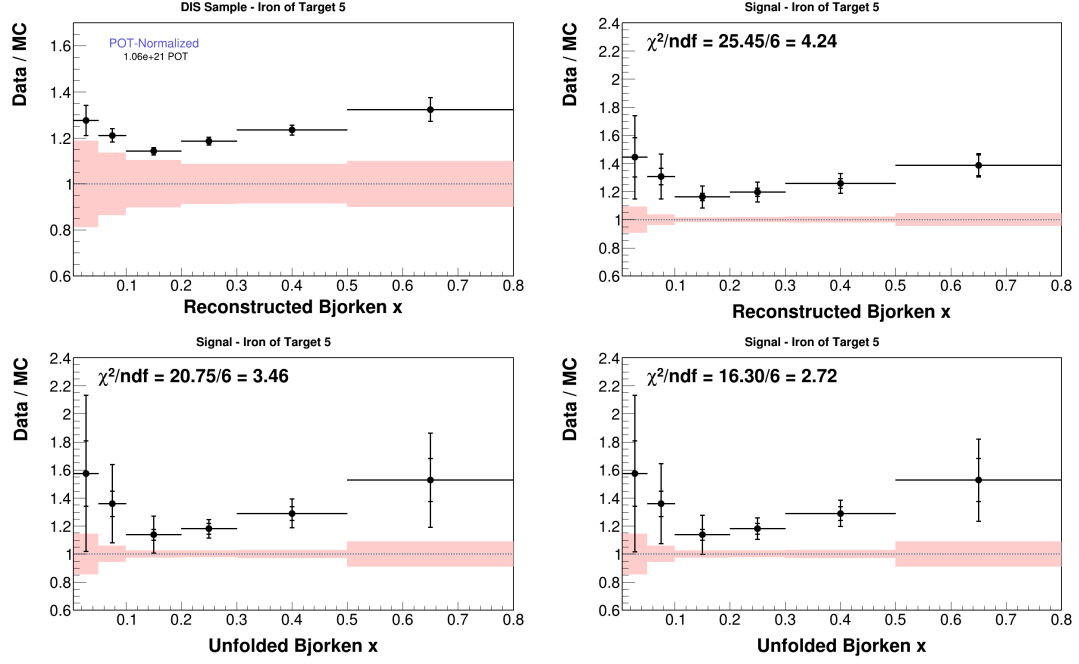 DIS Sample - Iron of Target 5
Data / MC
POT-Normalized
1.06e+21 POT
1.6
1.4
1.2
1
0.8
0.6
0.1 0.2 0.3 0.4 0.5 0.6 0.7 0.8
Reconstructed Bjorken x
Signal - Iron of Target 5
Data / MC
χ²/ndf = 25.45/6 = 4.24
2.4
2.2
2
1.8
1.6
1.4
1.2
1
0.8
0.6
0.1 0.2 0.3 0.4 0.5 0.6 0.7 0.8
Reconstructed Bjorken x
Signal - Iron of Target 5
Data / MC
χ²/ndf = 20.75/6 = 3.46
2.4
2.2
2
1.8
1.6
1.4
1.2
1
0.8
0.6
0.1 0.2 0.3 0.4 0.5 0.6 0.7 0.8
Unfolded Bjorken x
Signal - Iron of Target 5
Data / MC
χ²/ndf = 16.30/6 = 2.72
2.4
2.2
2
1.8
1.6
1.4
1.2
1
0.8
0.6
0.1 0.2 0.3 0.4 0.5 0.6 0.7 0.8
Unfolded Bjorken x